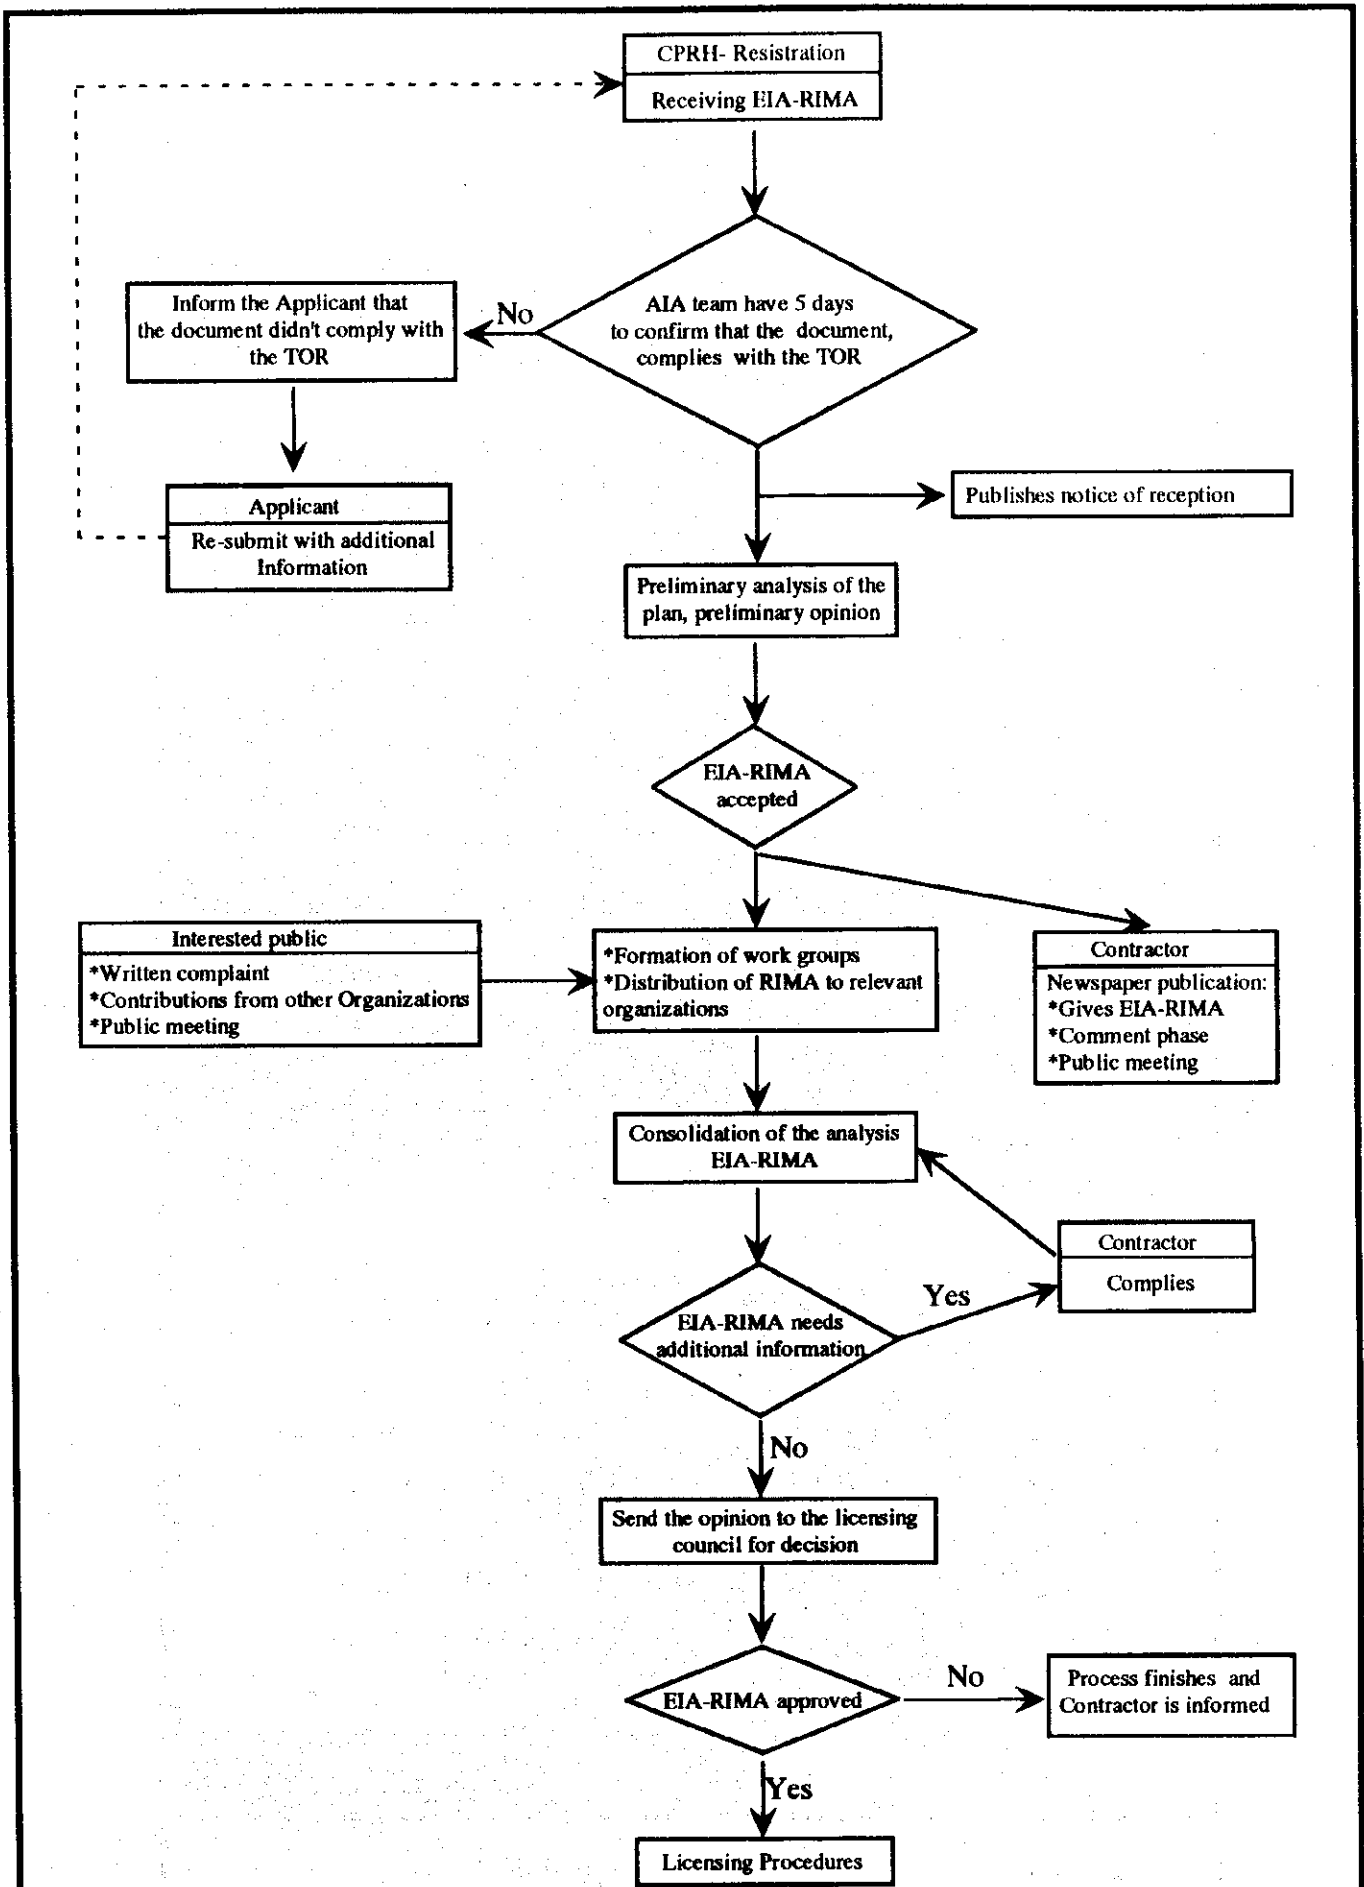 CPRH- Resistration
Receiving EIA-RIMA
AIA team have 5 days
to confirm that the document,
complies with the TOR
No
Inform the Applicant that
the document didn't comply with
the TOR
Applicant
Re-submit with additional
Information
Publishes notice of reception
Preliminary analysis of the
plan, preliminary opinion
EIA-RIMA
accepted
Interested public
*Written complaint
*Contributions from other Organizations
*Public meeting
*Formation of work groups
*Distribution of RIMA to relevant
organizations
Contractor
Newspaper publication:
*Gives EIA-RIMA
*Comment phase
*Public meeting
Consolidation of the analysis
EIA-RIMA
Contractor
Complies
Yes
EIA-RIMA needs
additional information
No
Send the opinion to the licensing
council for decision
EIA-RIMA approved
No
Process finishes and
Contractor is informed
Yes
Licensing Procedures